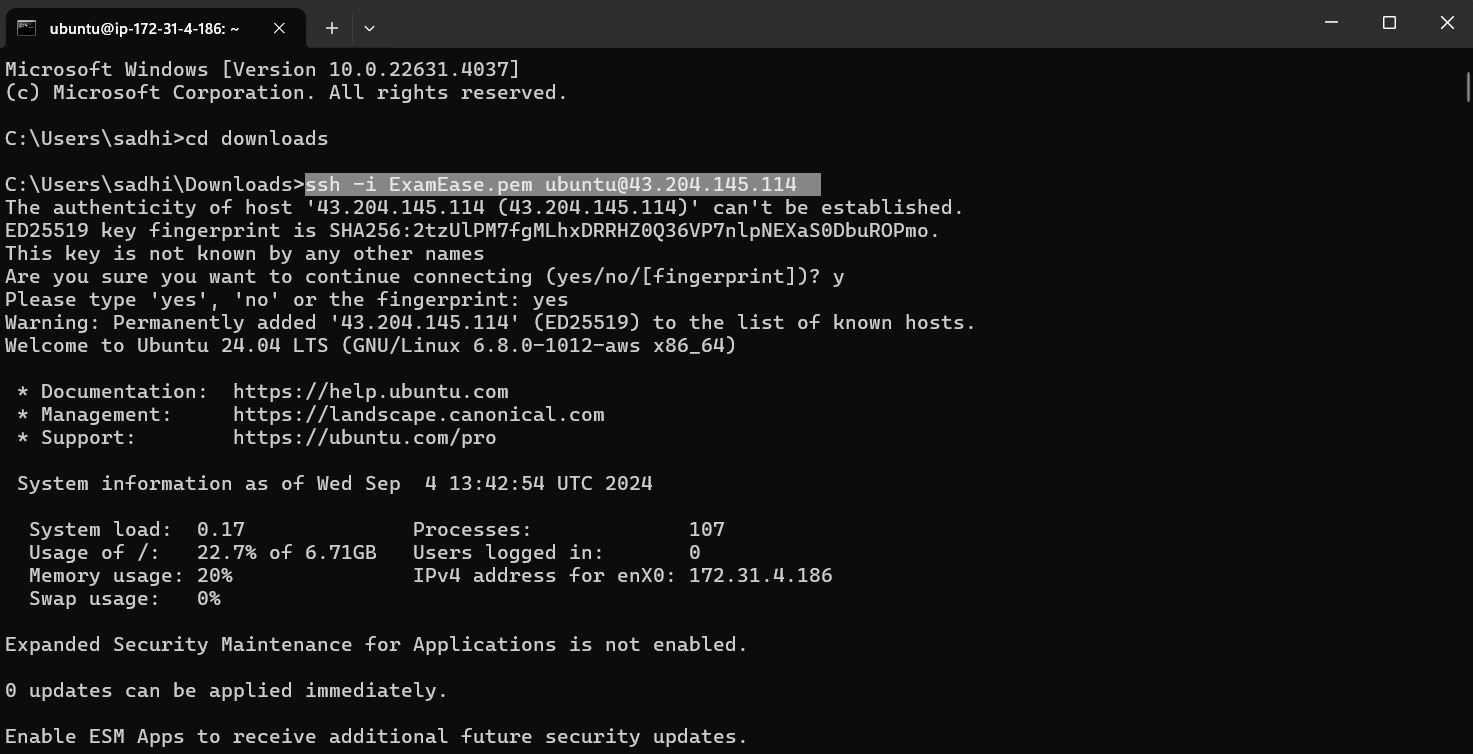 ubuntu@ip-172-31-4-186: ~
Microsoft Windows [Version 10.0.22631.4037]
(c) Microsoft Corporation. All rights reserved.
C:\Users\sadhi>cd downloads
C:\Users\sadhi\Downloads>ssh -i ExamEase.pem ubuntu@43.204.145.114
The authenticity of host '43.204.145.114 (43.204.145.114)' can't be established.
ED25519 key fingerprint is SHA256:2tzUlPM7fgMLhxDRRHZ0Q36VP7nlpNEXaS0DbuROPmo.
This key is not known by any other names
Are you sure you want to continue connecting (yes/no/[fingerprint])? y
Please type 'yes', 'no' or the fingerprint: yes
Warning: Permanently added '43.204.145.114' (ED25519) to the list of known hosts.
Welcome to Ubuntu 24.04 LTS (GNU/Linux 6.8.0-1012-aws x86_64)
* Documentation:  https://help.ubuntu.com
* Management:     https://landscape.canonical.com
* Support:        https://ubuntu.com/pro
System information as of Wed Sep  4 13:42:54 UTC 2024
System load:  0.17              Processes:             107
Usage of /:   22.7% of 6.71GB   Users logged in:       0
Memory usage: 20%               IPv4 address for enX0: 172.31.4.186
Swap usage:   0%
Expanded Security Maintenance for Applications is not enabled.
0 updates can be applied immediately.
Enable ESM Apps to receive additional future security updates.